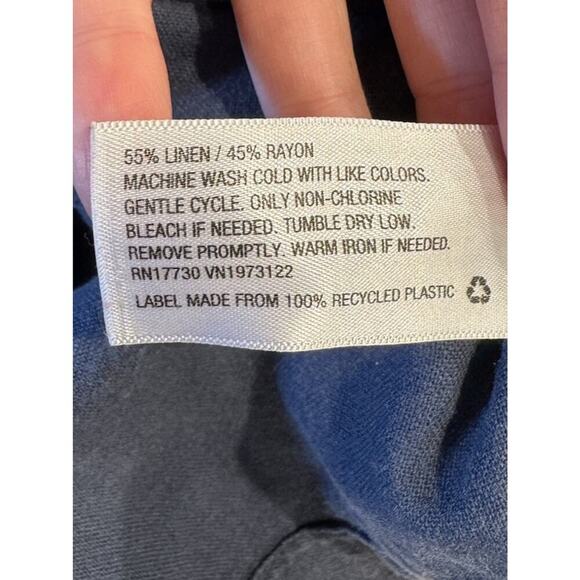 55% LINEN / 45% RAYON
MACHINE WASH COLD WITH LIKE COLORS.
GENTLE CYCLE. ONLY NON-CHLORINE
BLEACH IF NEEDED. TUMBLE DRY LOW.
REMOVE PROMPTLY. WARM IRON IF NEEDED.
RN17730 VN1973122
LABEL MADE FROM 100% RECYCLED PLASTIC